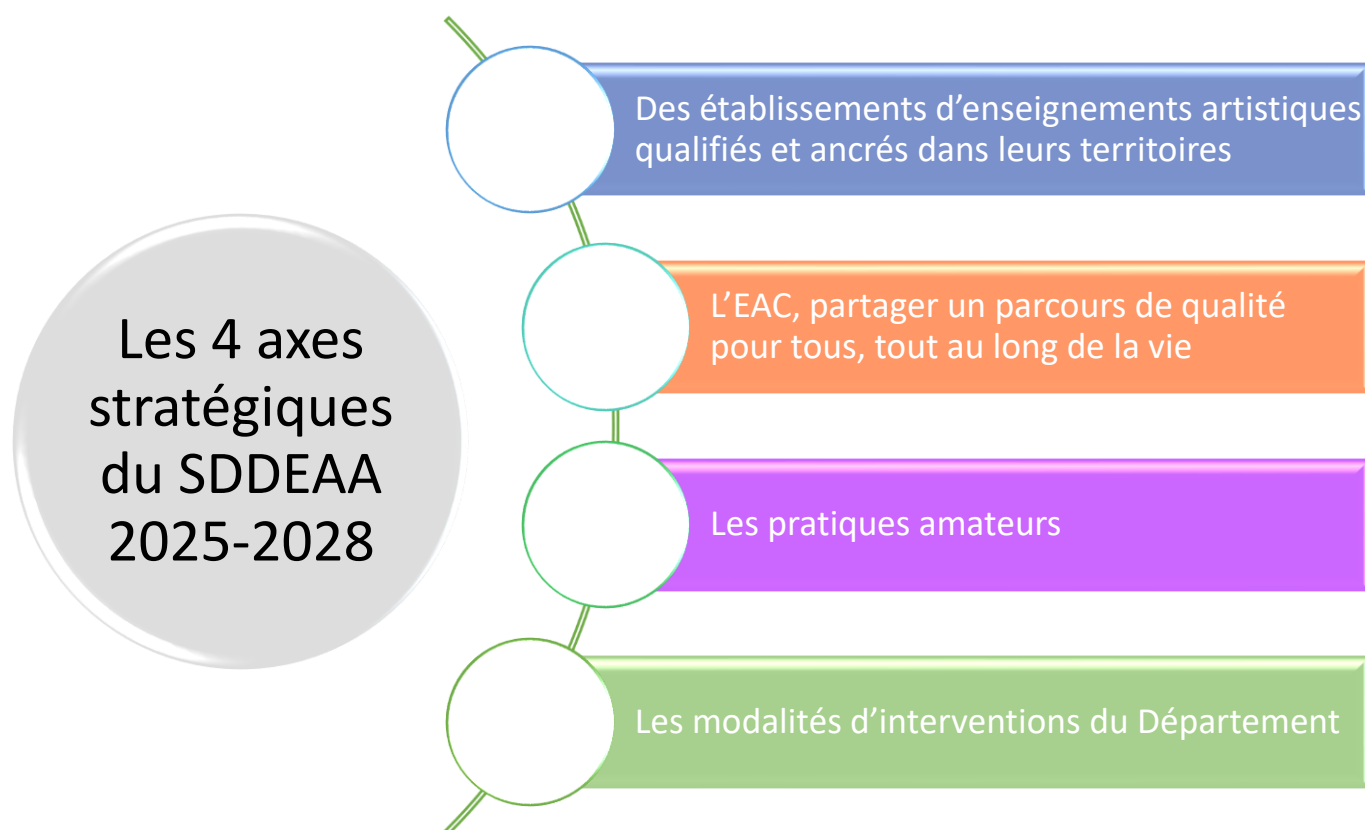 Les 4 axes
stratégiques
du SDDEAA
2025-2028
Des établissements d’enseignements artistiques
qualifiés et ancrés dans leurs territoires
L’EAC, partager un parcours de qualité
pour tous, tout au long de la vie
Les pratiques amateurs
Les modalités d’interventions du Département